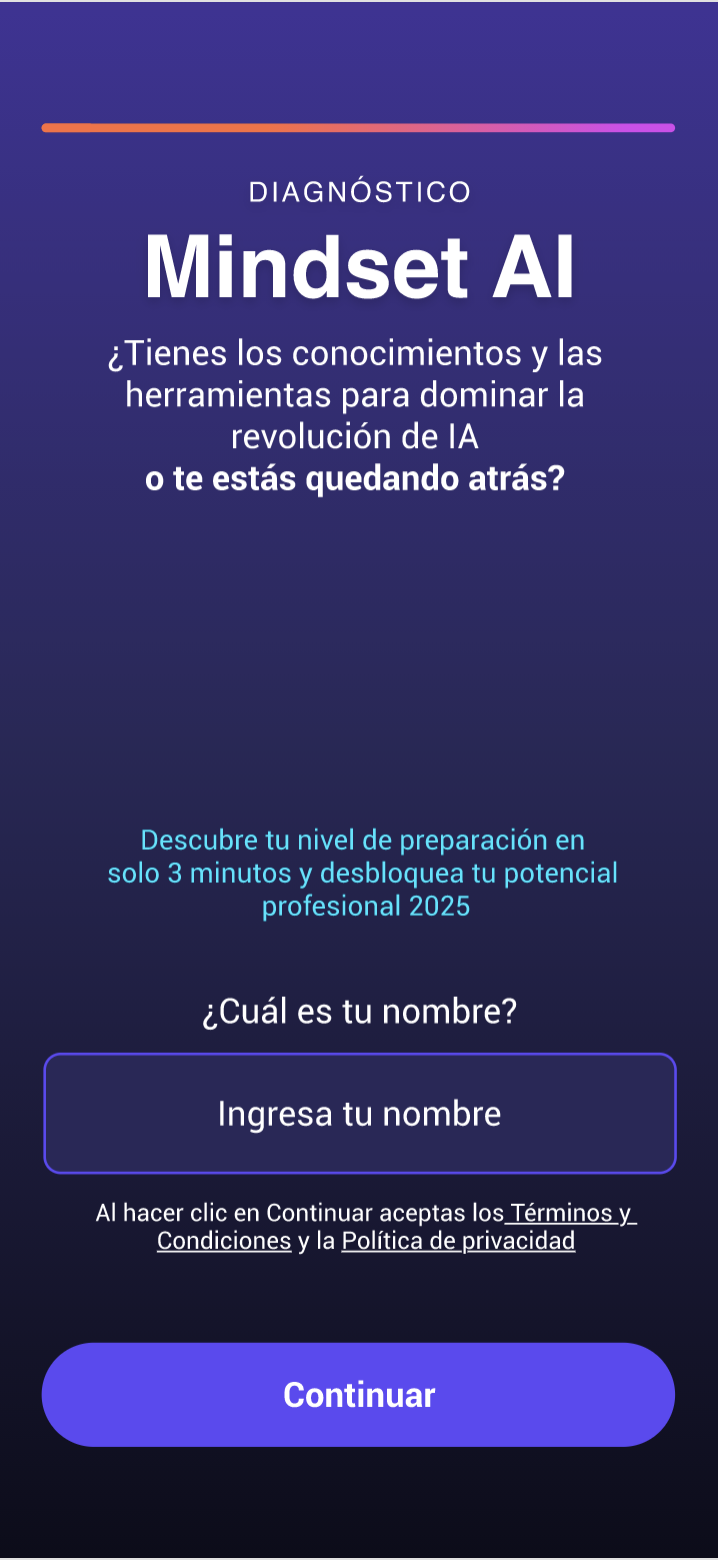 DIAGNÓSTICO
Mindset AI
¿Tienes los conocimientos y las
herramientas para dominar la
revolución de IA
o te estás quedando atrás?
Descubre tu nivel de preparación en
solo 3 minutos y desbloquea tu potencial
profesional 2025
¿Cuál es tu nombre?
Ingresa tu nombre
Al hacer clic en Continuar aceptas los Términos y
Condiciones y la Política de privacidad
Continuar